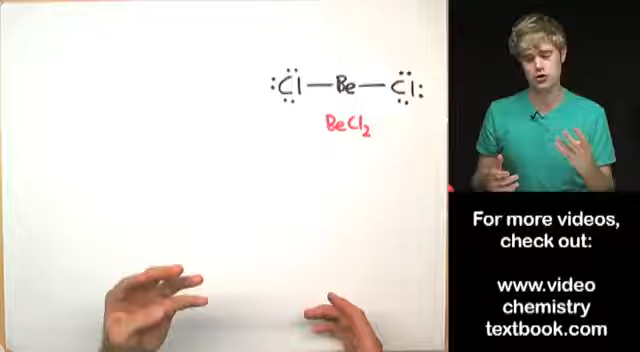 :Cl—Be—Cl:
BeCl₂
For more videos,
check out:
www.video
chemistry
textbook.com